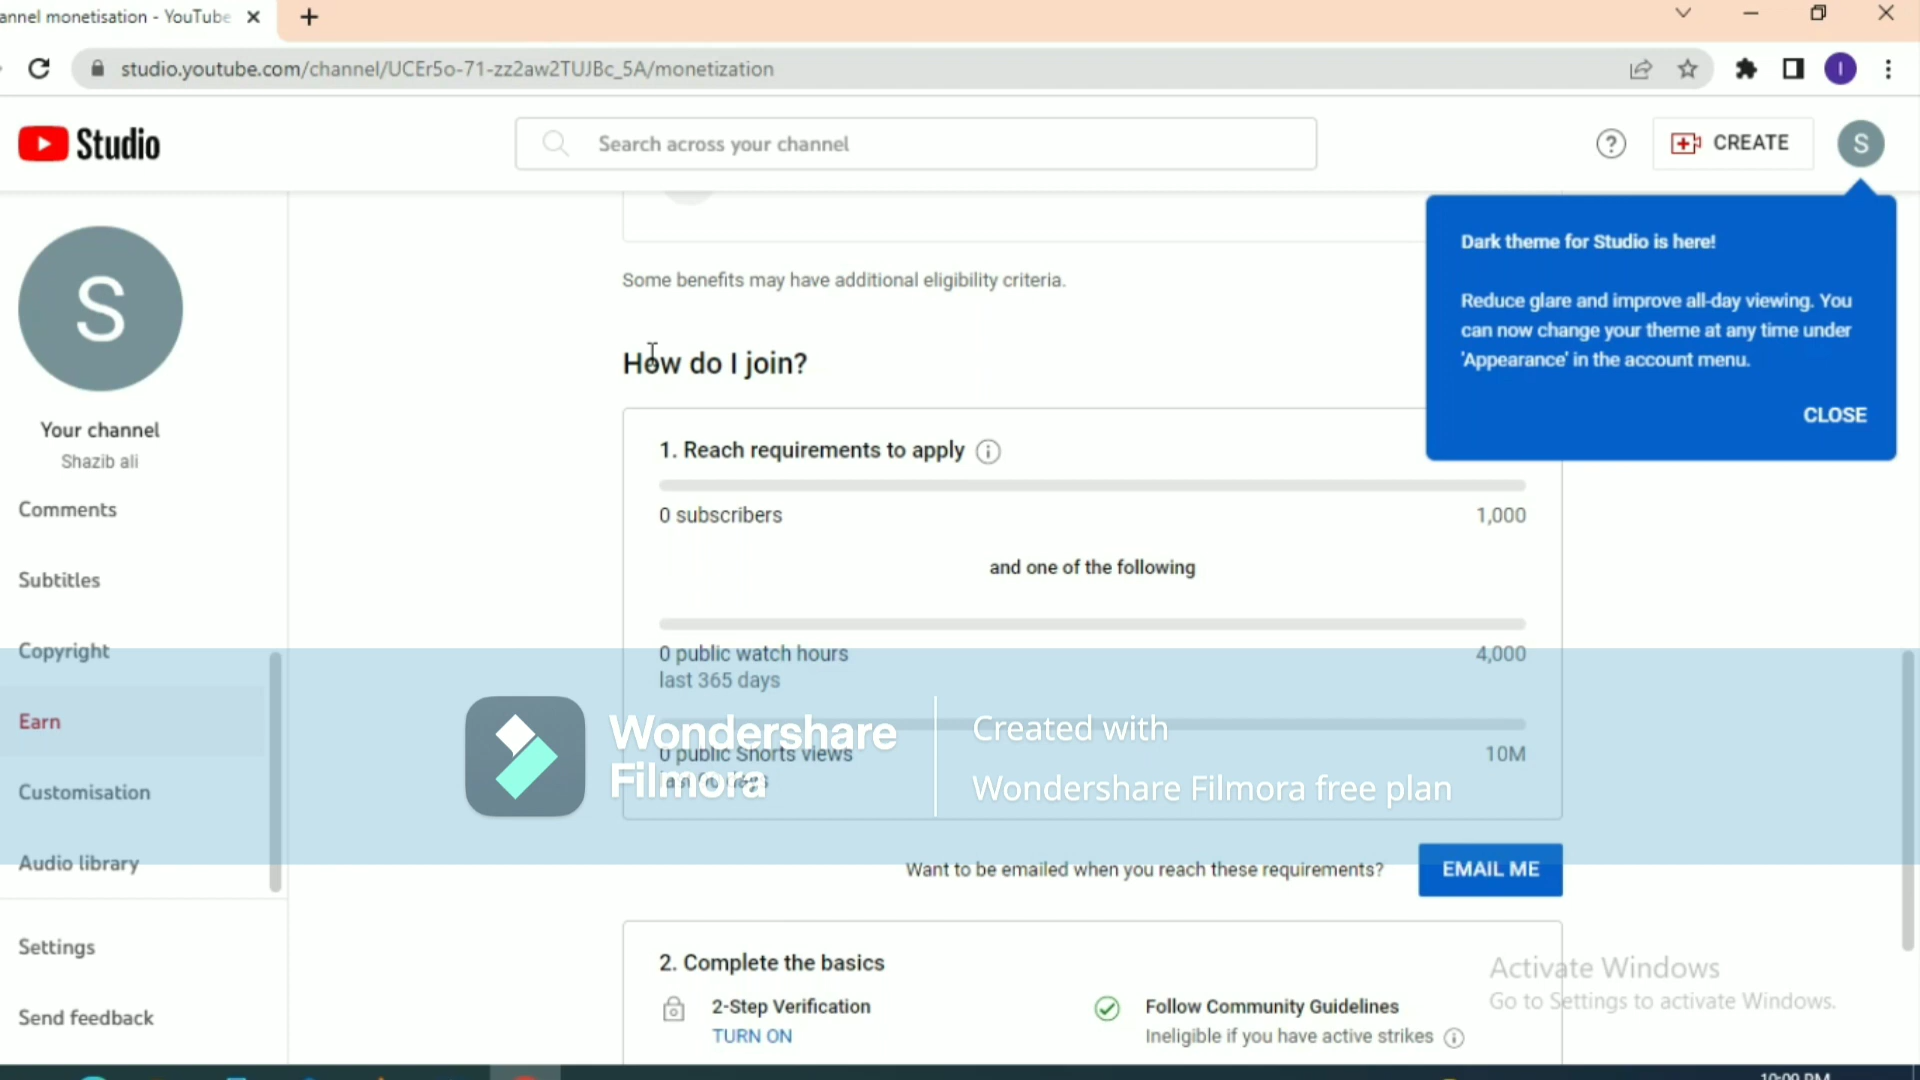 annel monetisation - YouTube
studio.youtube.com/channel/UCEr5o-71-zz2aw2TUJBc_5A/monetization
I
Studio
Search across your channel
CREATE
S
Dark theme for Studio is here!
Reduce glare and improve all-day viewing. You
can now change your theme at any time under
'Appearance' in the account menu.
CLOSE
S
Your channel
Shazib ali
Comments
Subtitles
Copyright
Earn
Customisation
Audio library
Settings
Send feedback
Some benefits may have additional eligibility criteria.
How do I join?
1. Reach requirements to apply
0 subscribers 1,000
and one of the following
0 public watch hours 4,000
last 365 days
0 public Shorts views 10M
Wondershare
Filmora
Created with
Wondershare Filmora free plan
Want to be emailed when you reach these requirements? EMAIL ME
2. Complete the basics
2-Step Verification
TURN ON
Follow Community Guidelines
Ineligible if you have active strikes
Activate Windows
Go to Settings to activate Windows.